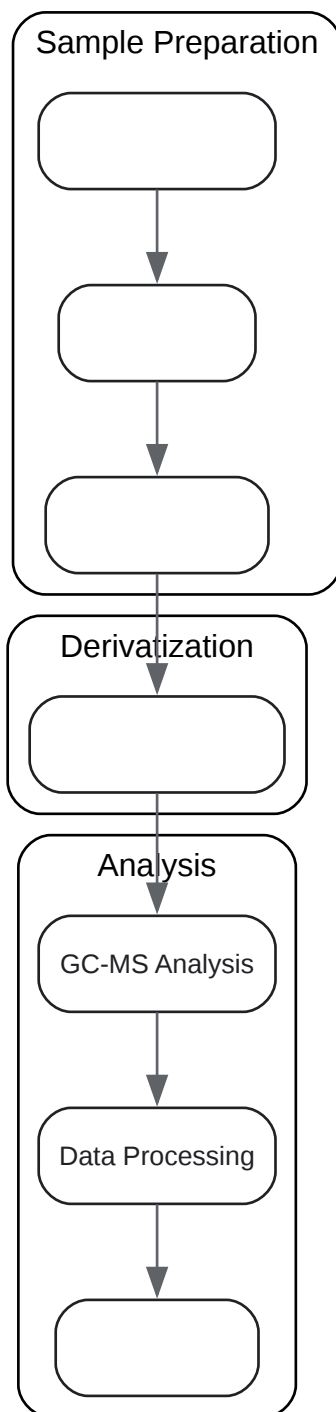 Sample Preparation
Derivatization
Analysis
GC-MS Analysis
Data Processing